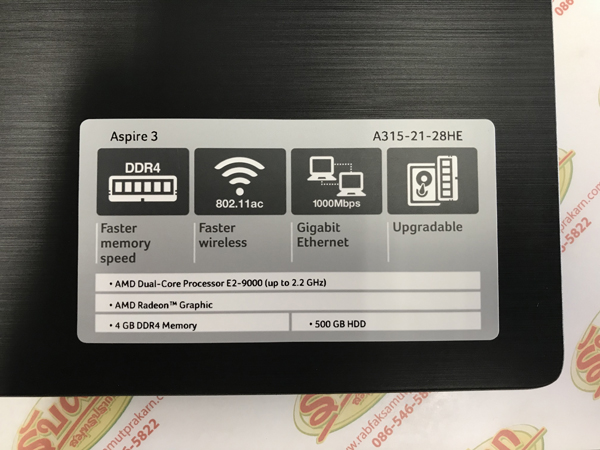 Aspire 3
A315-21-28HE
DDR4
802.11ac
1000Mbps
Faster
memory
speed
Faster
wireless
Gigabit
Ethernet
Upgradable
• AMD Dual-Core Processor E2-9000 (up to 2.2 GHz)
• AMD Radeon™ Graphic
• 4 GB DDR4 Memory
• 500 GB HDD
www.rabfaksamutprakarn.com
086-546-5822